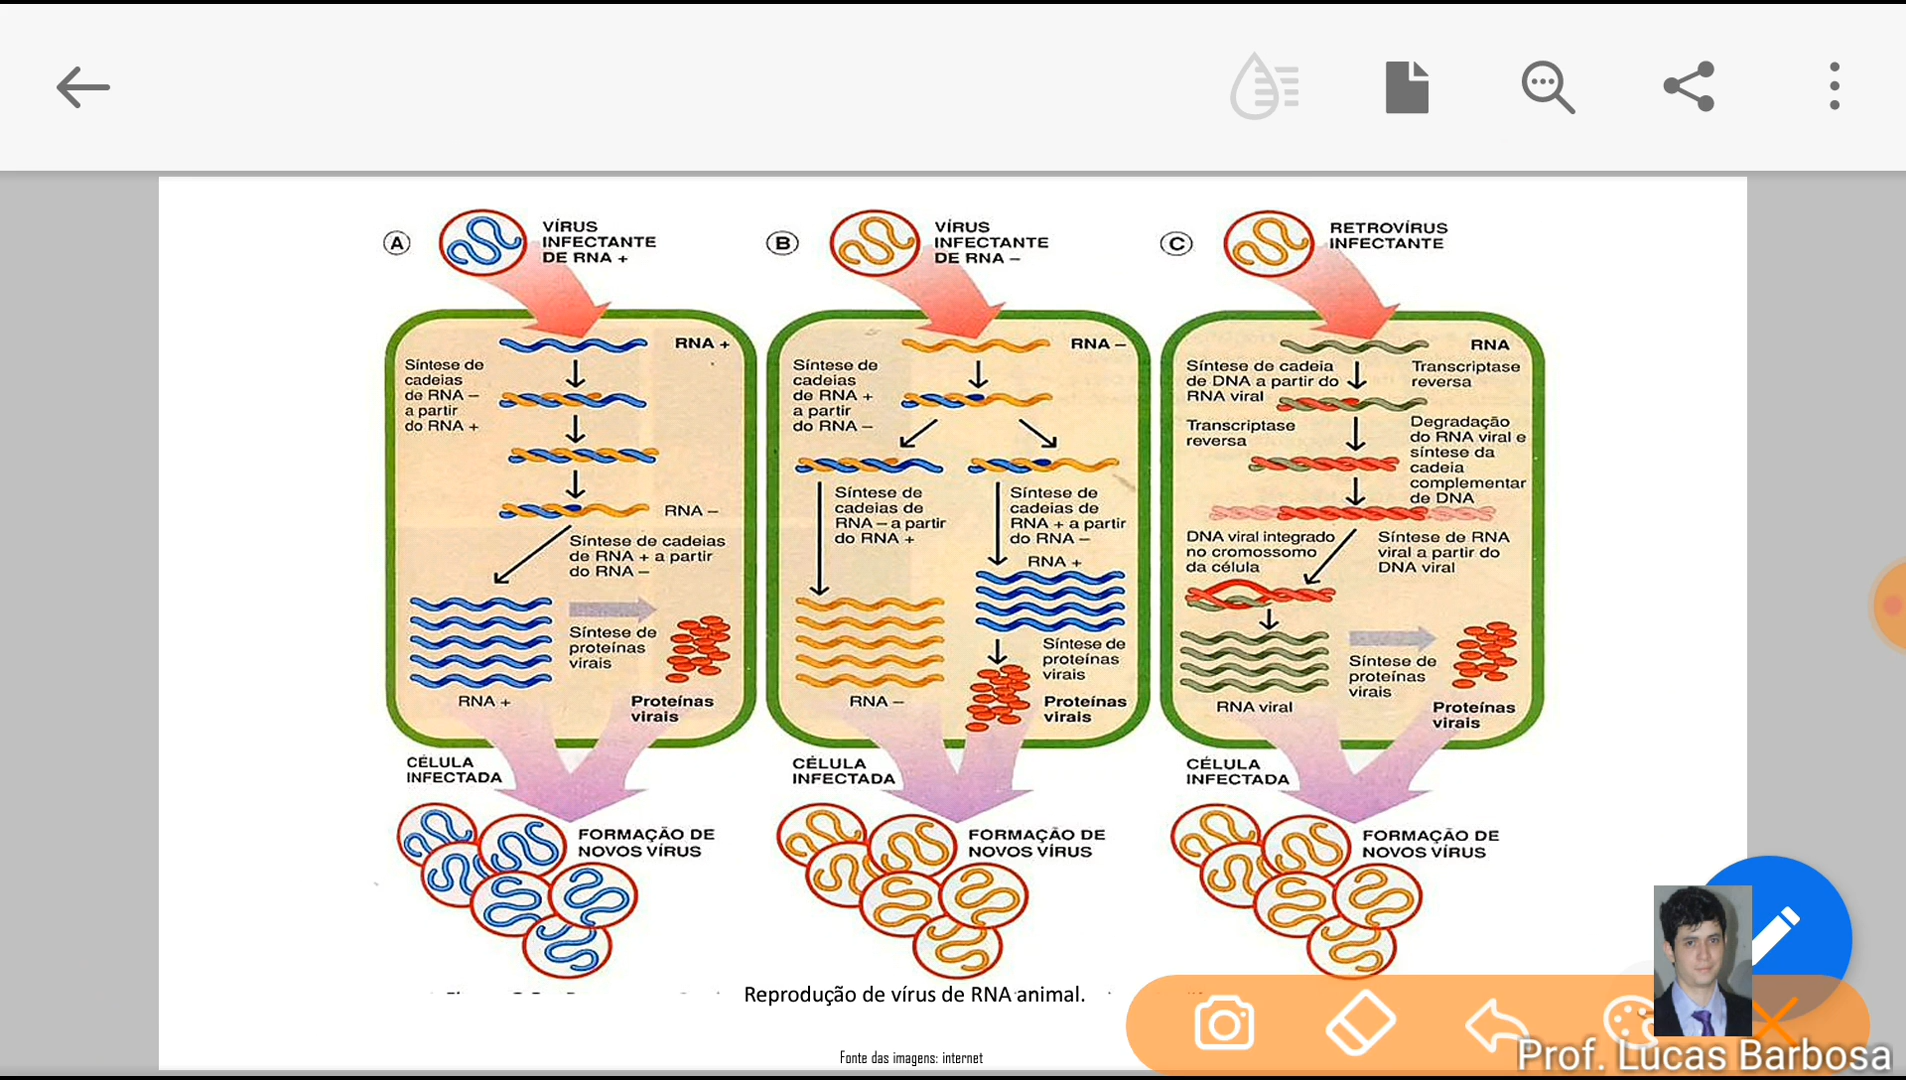 A
VÍRUS
INFECTANTE
DE RNA +
RNA +
Síntese de
cadeias
de RNA –
a partir
do RNA +
RNA –
Síntese de cadeias
de RNA + a partir
do RNA –
Síntese de
proteínas
virais
RNA +
Proteínas
virais
CÉLULA
INFECTADA
FORMAÇÃO DE
NOVOS VÍRUS
B
VÍRUS
INFECTANTE
DE RNA –
RNA –
Síntese de
cadeias
de RNA +
a partir
do RNA –
Síntese de
cadeias de
RNA – a partir
do RNA +
Síntese de
cadeias de
RNA + a partir
do RNA –
RNA +
Síntese de
proteínas
virais
RNA –
Proteínas
virais
CÉLULA
INFECTADA
FORMAÇÃO DE
NOVOS VÍRUS
C
RETROVÍRUS
INFECTANTE
RNA
Síntese de cadeia
de DNA a partir do
RNA viral
Transcriptase
reversa
Transcriptase
reversa
Degradação
do RNA viral e
síntese da
cadeia
complementar
de DNA
DNA viral integrado
no cromossomo
da célula
Síntese de RNA
viral a partir do
DNA viral
Síntese de
proteínas
virais
RNA viral
Proteínas
virais
CÉLULA
INFECTADA
FORMAÇÃO DE
NOVOS VÍRUS
Reprodução de vírus de RNA animal.
Fonte das imagens: internet
Prof. Lucas Barbosa